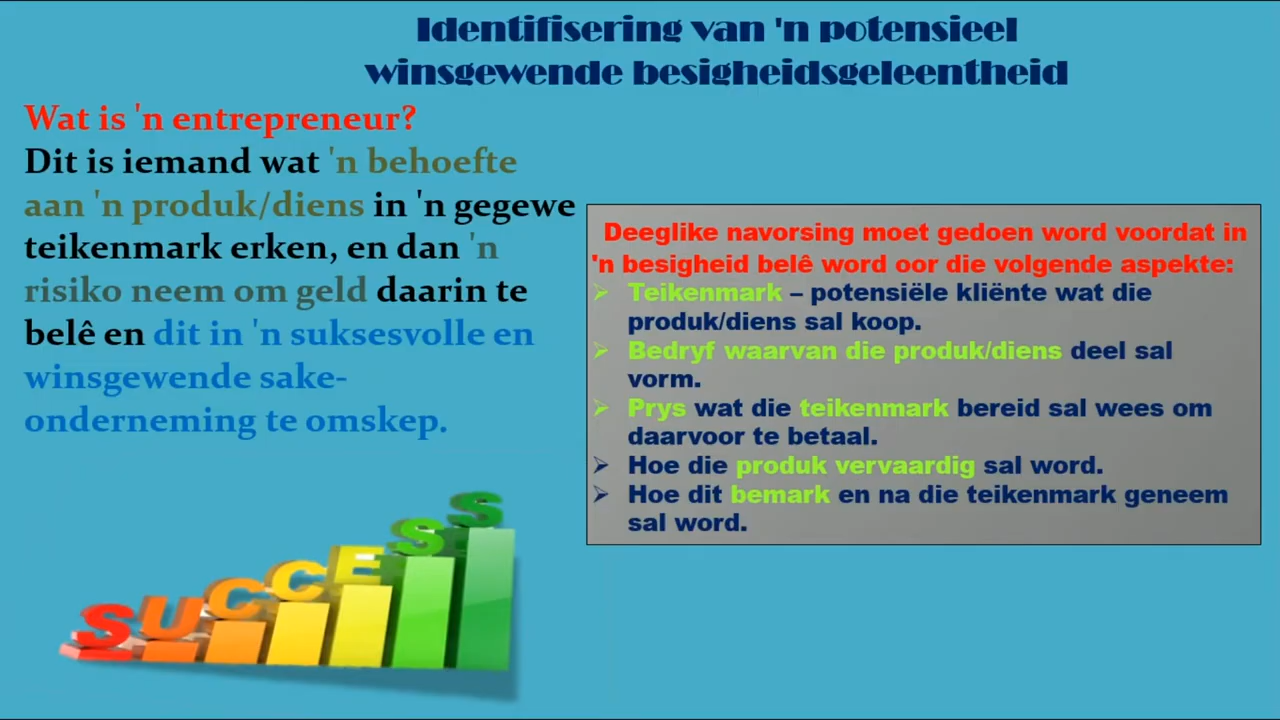 Identifisering van 'n potensieel
winsgewende besigheidsgeleentheid
Wat is 'n entrepreneur?
Dit is iemand wat 'n behoefte
aan 'n produk/diens in 'n gegewe
teikenmark erken, en dan 'n
risiko neem om geld daarin te
belê en dit in 'n suksesvolle en
winsgewende sake-
onderneming te omskep.
Deeglike navorsing moet gedoen word voordat in
'n besigheid belê word oor die volgende aspekte:
➢ Teikenmark – potensiële kliënte wat die
produk/diens sal koop.
➢ Bedryf waarvan die produk/diens deel sal
vorm.
➢ Prys wat die teikenmark bereid sal wees om
daarvoor te betaal.
➢ Hoe die produk vervaardig sal word.
➢ Hoe dit bemark en na die teikenmark geneem
sal word.
SUCCESS